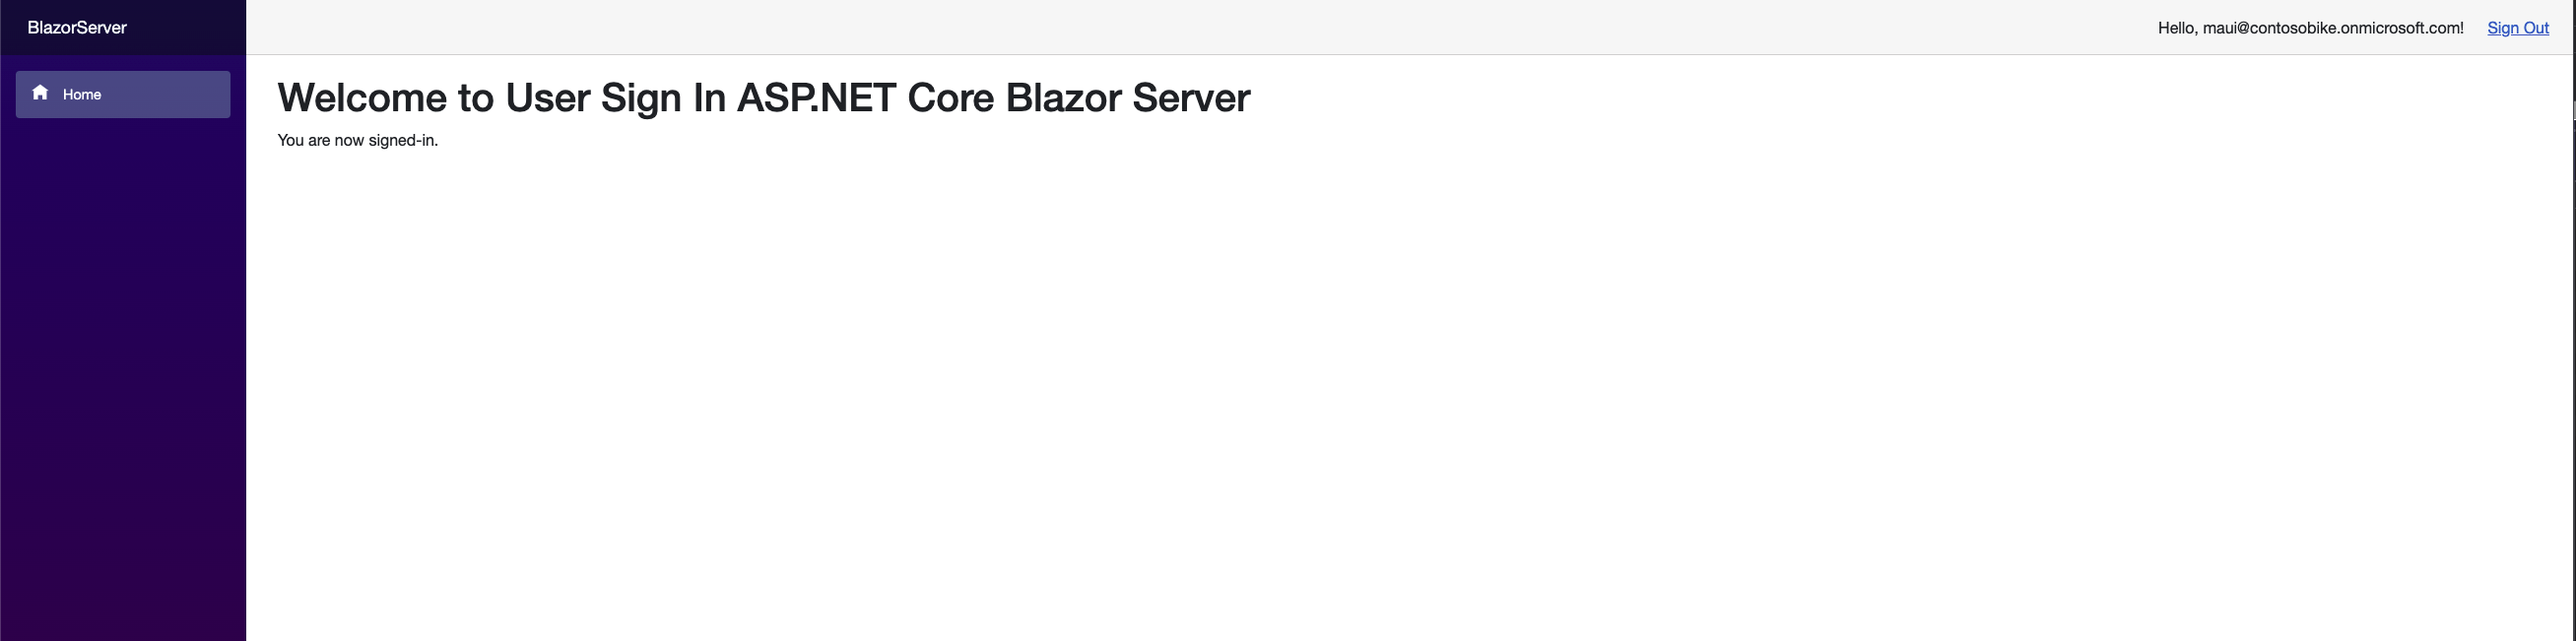 BlazorServer
Hello, maui@contosobike.onmicrosoft.com! Sign Out
Home
Welcome to User Sign In ASP.NET Core Blazor Server
You are now signed-in.